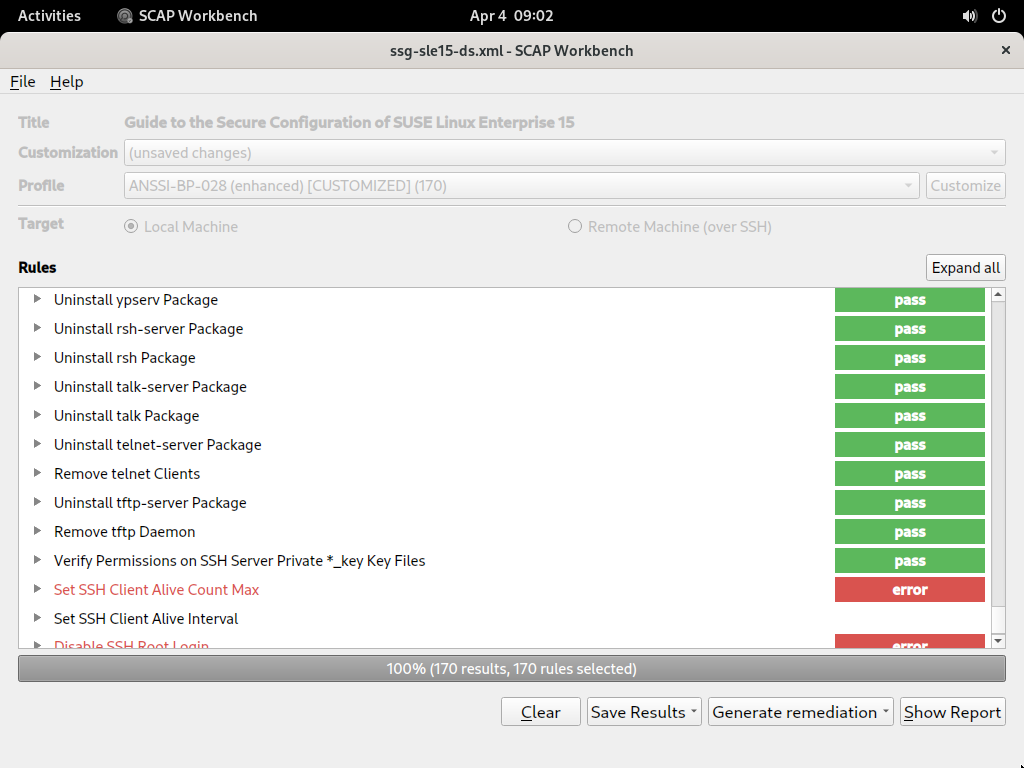 Activities SCAP Workbench Apr 4 09:02
ssg-sle15-ds.xml - SCAP Workbench
File Help
Title Guide to the Secure Configuration of SUSE Linux Enterprise 15
Customization (unsaved changes)
Profile ANSSI-BP-028 (enhanced) [CUSTOMIZED] (170) Customize
Target Local Machine Remote Machine (over SSH)
Rules Expand all
Uninstall ypserv Package pass
Uninstall rsh-server Package pass
Uninstall rsh Package pass
Uninstall talk-server Package pass
Uninstall talk Package pass
Uninstall telnet-server Package pass
Remove telnet Clients pass
Uninstall tftp-server Package pass
Remove tftp Daemon pass
Verify Permissions on SSH Server Private *_key Key Files pass
Set SSH Client Alive Count Max error
Set SSH Client Alive Interval
Disable SSH Root Login error
100% (170 results, 170 rules selected)
Clear Save Results Generate remediation Show Report